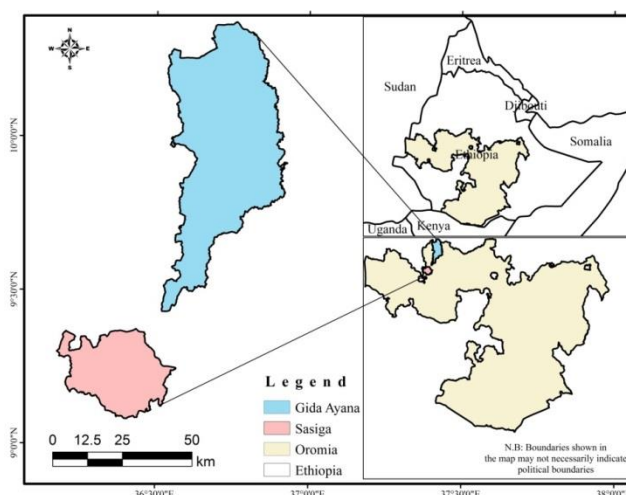 N
W E
S
10°0'0"N
9°30'0"N
9°0'0"N
Eritrea
Sudan
Djibouti
Somalia
Ethiopia
Uganda
Kenya
Legend
Gida Ayana
Sasiga
Oromia
Ethiopia
0 12.5 25 50
km
N.B: Boundaries shown in
the map may not necessarily indicate
political boundaries
36°30'0"E 37°0'0"E 37°30'0"E 38°0'0"